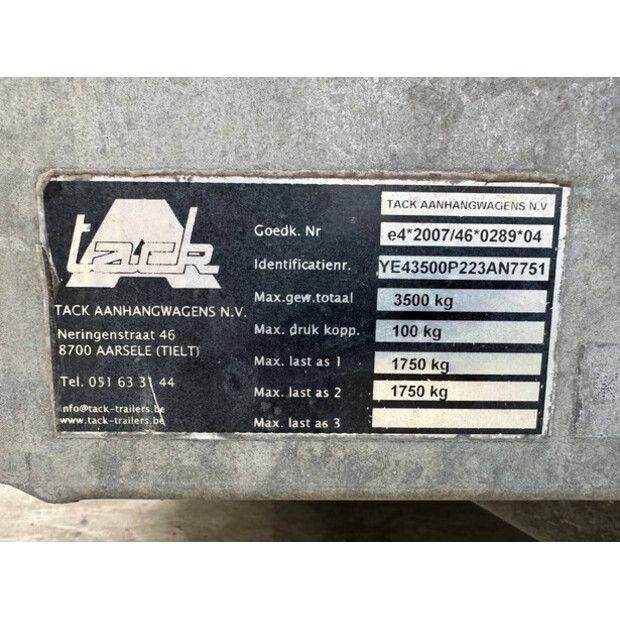 tack
TACK AANHANGWAGENS N.V.
Neringenstraat 46
8700 AARSELE (TIELT)
Tel. 051 63 31 44
info@tack-trailers.be
www.tack-trailers.be
TACK AANHANGWAGENS N.V
Goedk. Nr e4*2007/46*0289*04
Identificatienr. YE43500P223AN7751
Max.gew.totaal 3500 kg
Max. druk kopp. 100 kg
Max. last as 1 1750 kg
Max. last as 2 1750 kg
Max. last as 3